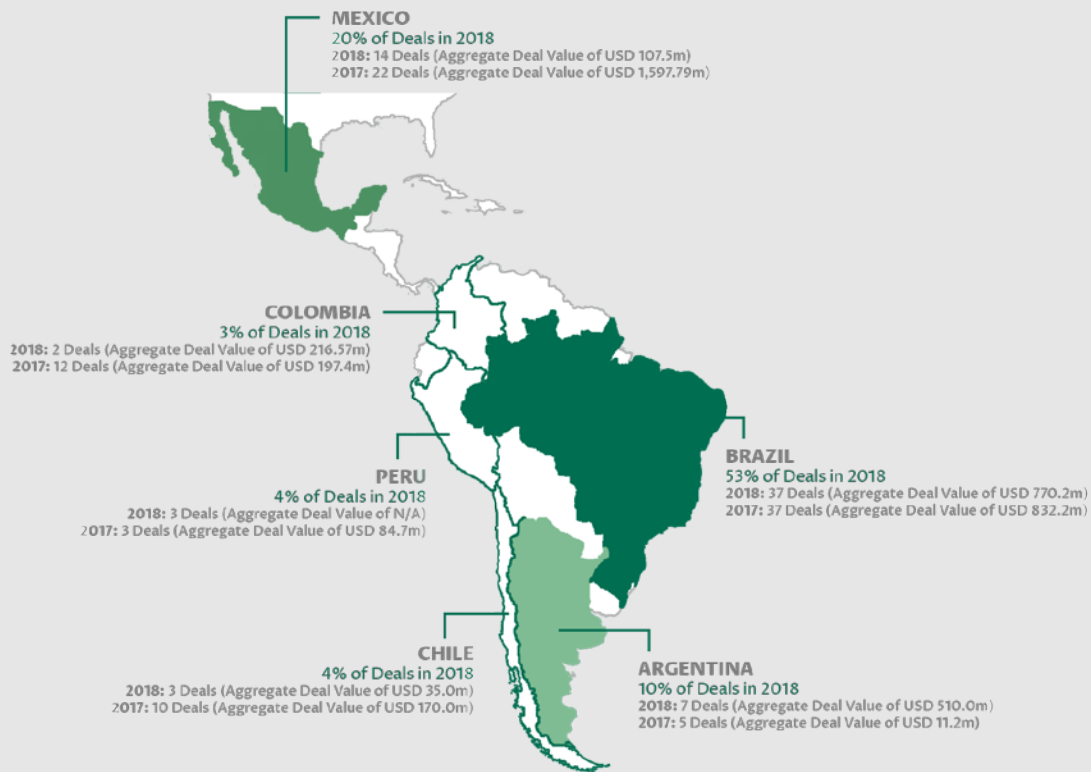 MEXICO
20% of Deals in 2018
2018: 14 Deals (Aggregate Deal Value of USD 107.5m)
2017: 22 Deals (Aggregate Deal Value of USD 1,597.79m)
COLOMBIA
3% of Deals in 2018
2018: 2 Deals (Aggregate Deal Value of USD 216.57m)
2017: 12 Deals (Aggregate Deal Value of USD 197.4m)
PERU
4% of Deals in 2018
2018: 3 Deals (Aggregate Deal Value of N/A)
2017: 3 Deals (Aggregate Deal Value of USD 84.7m)
BRAZIL
53% of Deals in 2018
2018: 37 Deals (Aggregate Deal Value of USD 770.2m)
2017: 37 Deals (Aggregate Deal Value of USD 832.2m)
CHILE
4% of Deals in 2018
2018: 3 Deals (Aggregate Deal Value of USD 35.0m)
2017: 10 Deals (Aggregate Deal Value of USD 170.0m)
ARGENTINA
10% of Deals in 2018
2018: 7 Deals (Aggregate Deal Value of USD 510.0m)
2017: 5 Deals (Aggregate Deal Value of USD 11.2m)